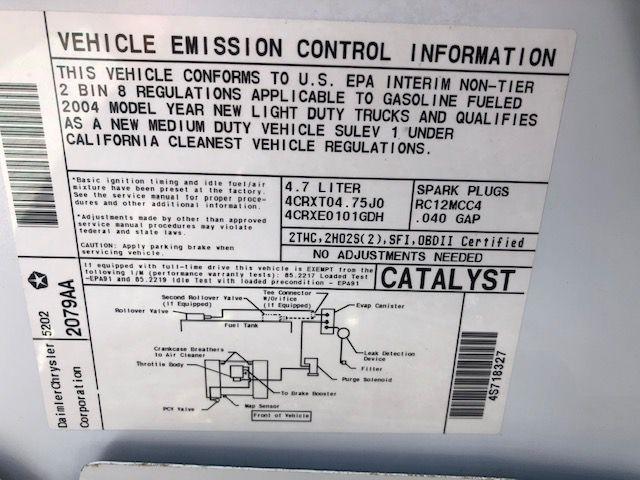 VEHICLE EMISSION CONTROL INFORMATION
THIS VEHICLE CONFORMS TO U.S. EPA INTERIM NON-TIER
2 BIN 8 REGULATIONS APPLICABLE TO GASOLINE FUELED
2004 MODEL YEAR NEW LIGHT DUTY TRUCKS AND QUALIFIES
AS A NEW MEDIUM DUTY VEHICLE SULEV 1 UNDER
CALIFORNIA CLEANEST VEHICLE REGULATIONS.
*Basic ignition timing and idle fuel/air
mixture have been preset at the factory.
See the service manual for proper proce-
dures and other additional information.
*Adjustments made by other than approved
service manual procedures may violate
federal and state laws.
CAUTION: Apply parking brake when
servicing vehicle.
4.7 LITER
4CRXT04.75J0
4CRXE0101GDH
SPARK PLUGS
RC12MCC4
.040 GAP
2TWC,2HO2S(2),SFI,OBDII Certified
NO ADJUSTMENTS NEEDED
If equipped with full-time drive this vehicle is EXEMPT from the
following I/M (performance warranty tests): 85.2217 Loaded Test
-EPA91 and 85.2219 Idle Test with loaded precondition -EPA91
CATALYST
Second Rollover Valve
(If Equipped)
Tee Connector
W/Orifice
(If Equipped)
Evap Canister
Rollover Valve
Fuel Tank
Crankcase Breathers
to Air Cleaner
Throttle Body
Leak Detection
Device
Filter
Purge Solenoid
To Brake Booster
Map Sensor
PCV Valve
Front of Vehicle
DaimlerChrysler
Corporation
5202
2079AA
4S718327